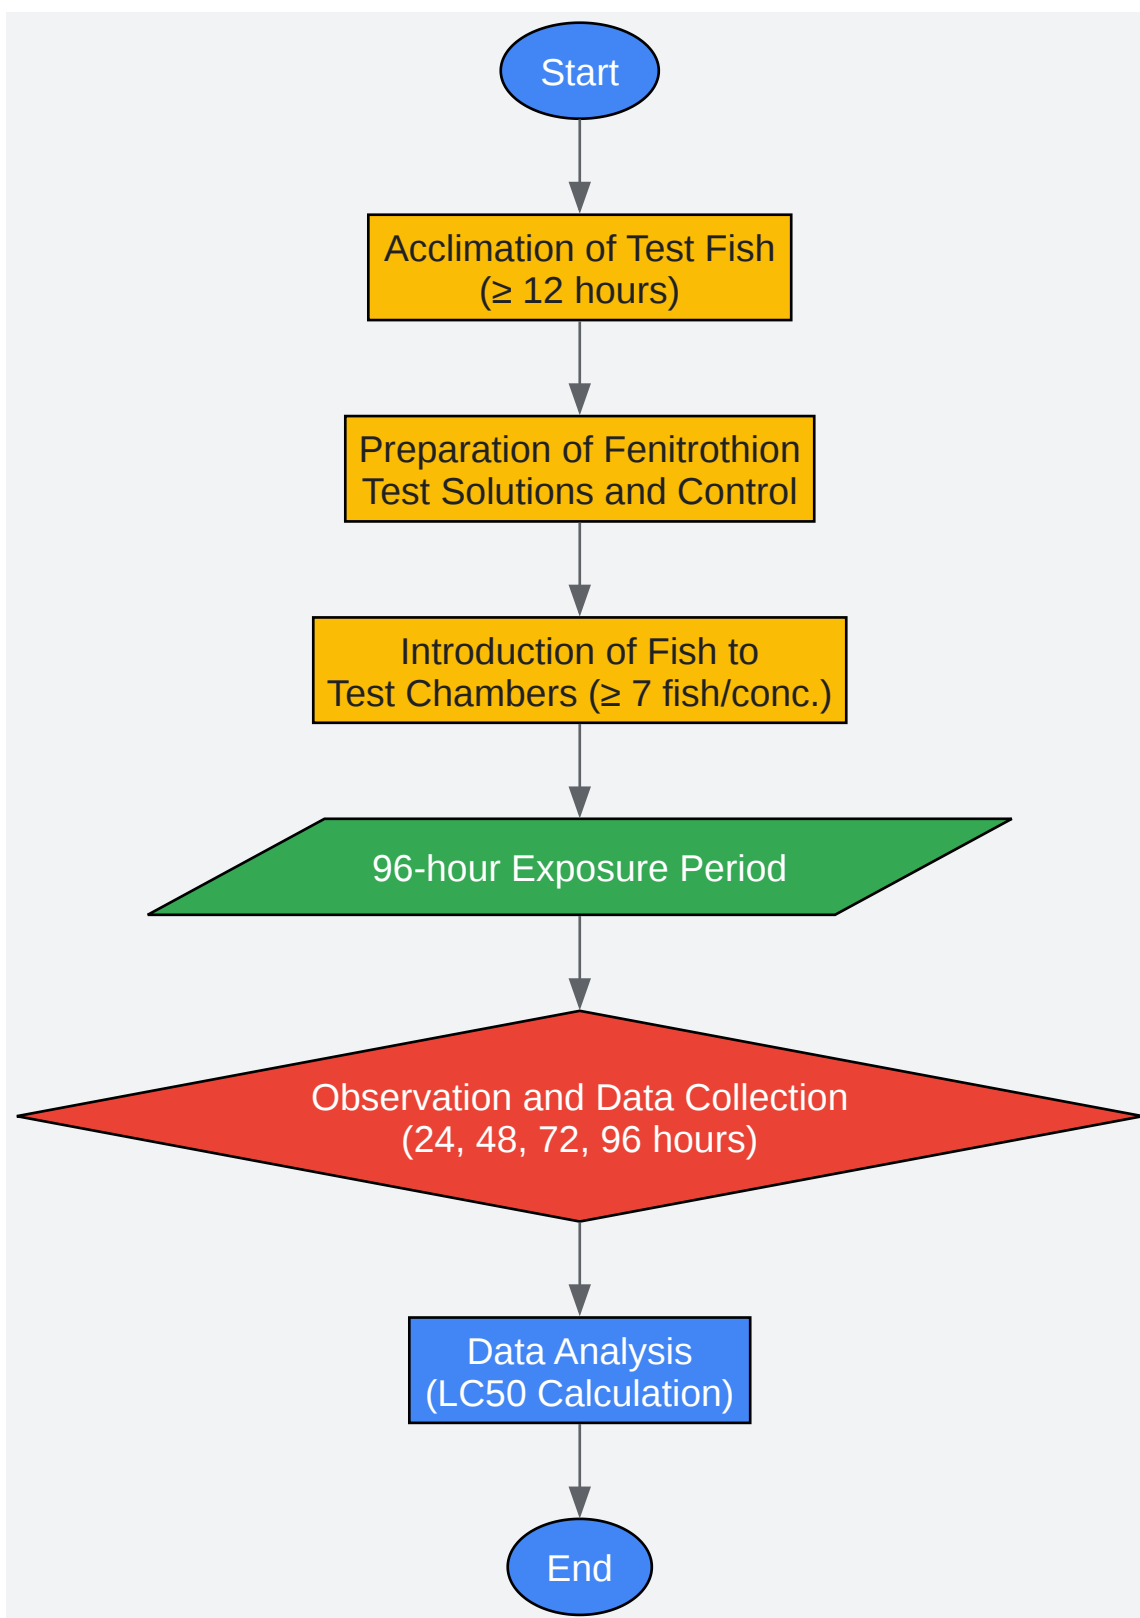 Start
Acclimation of Test Fish
(≥ 12 hours)
Preparation of Fenitrothion
Test Solutions and Control
Introduction of Fish to
Test Chambers (≥ 7 fish/conc.)
96-hour Exposure Period
Observation and Data Collection
(24, 48, 72, 96 hours)
Data Analysis
(LC50 Calculation)
End